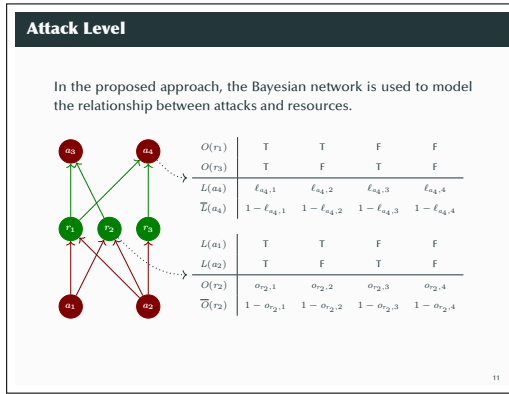 Attack Level
In the proposed approach, the Bayesian network is used to model
the relationship between attacks and resources.
a₃ a₄
r₁ r₂ r₃
a₁ a₂
O(r₁) T T F F
O(r₃) T F T F
L(a₄) ℓₐ₄,₁ ℓₐ₄,₂ ℓₐ₄,₃ ℓₐ₄,₄
L̅(a₄) 1 − ℓₐ₄,₁ 1 − ℓₐ₄,₂ 1 − ℓₐ₄,₃ 1 − ℓₐ₄,₄
L(a₁) T T F F
L(a₂) T F T F
O(r₂) oᵣ₂,₁ oᵣ₂,₂ oᵣ₂,₃ oᵣ₂,₄
O̅(r₂) 1 − oᵣ₂,₁ 1 − oᵣ₂,₂ 1 − oᵣ₂,₃ 1 − oᵣ₂,₄
11